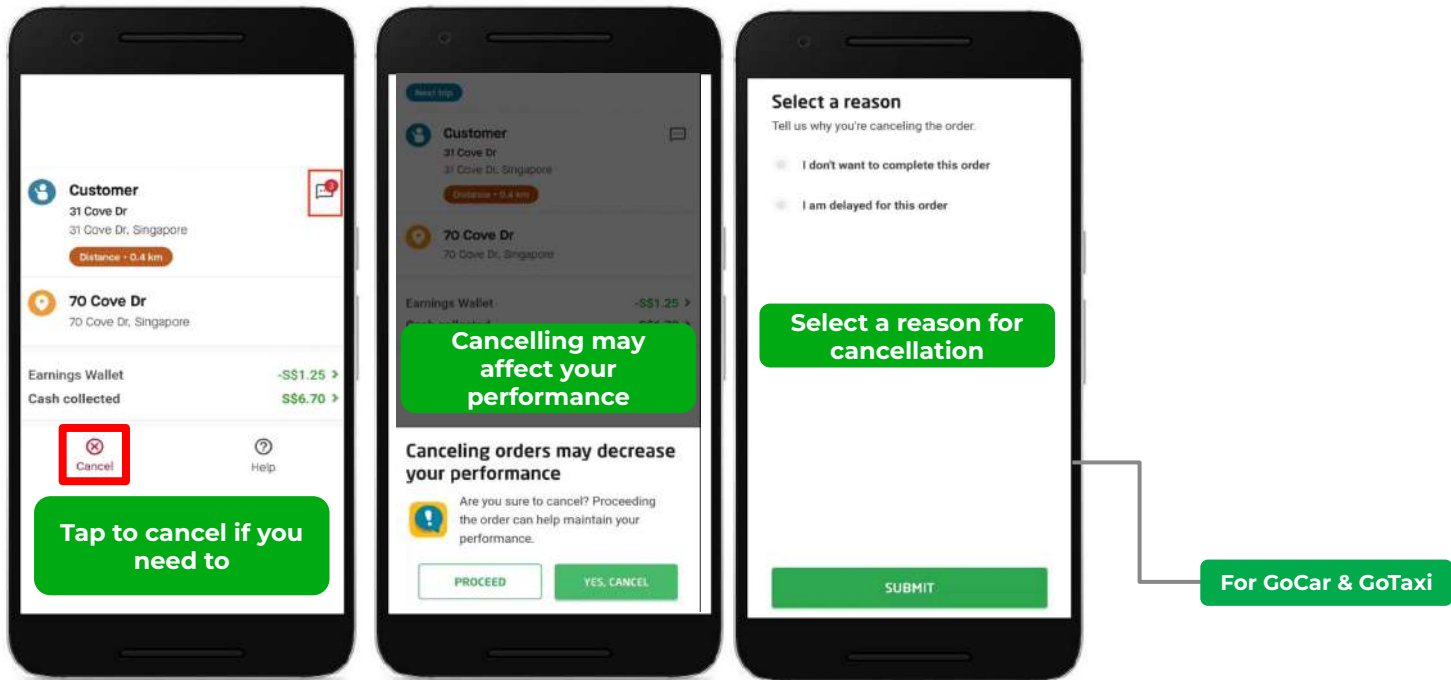 Customer
3
31 Cove Dr
31 Cove Dr, Singapore
Distance • 0.4 km
70 Cove Dr
70 Cove Dr, Singapore
Earnings Wallet -S$1.25 >
Cash collected S$6.70 >
Cancel Help
Tap to cancel if you
need to
Next trip
Customer
31 Cove Dr
31 Cove Dr, Singapore
Distance • 0.4 km
70 Cove Dr
70 Cove Dr, Singapore
Earnings Wallet -S$1.25 >
Cancelling may
affect your
performance
Canceling orders may decrease
your performance
Are you sure to cancel? Proceeding
the order can help maintain your
performance.
PROCEED YES, CANCEL
Select a reason
Tell us why you're canceling the order.
I don't want to complete this order
I am delayed for this order
Select a reason for
cancellation
SUBMIT
For GoCar & GoTaxi